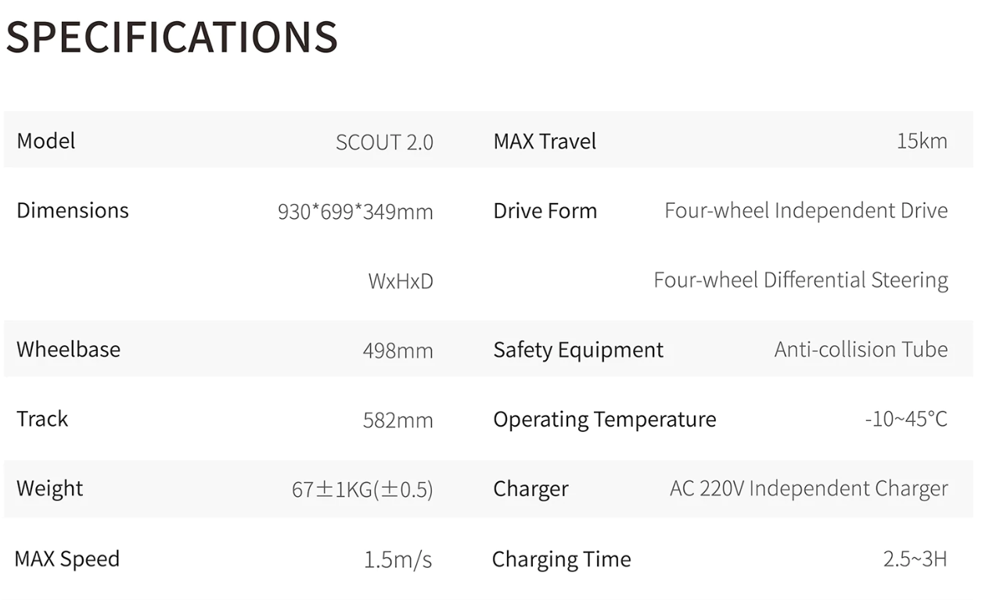 SPECIFICATIONS
Model SCOUT 2.0 MAX Travel 15km
Dimensions 930*699*349mm Drive Form Four-wheel Independent Drive
WxHxD Four-wheel Differential Steering
Wheelbase 498mm Safety Equipment Anti-collision Tube
Track 582mm Operating Temperature -10~45°C
Weight 67±1KG(±0.5) Charger AC 220V Independent Charger
MAX Speed 1.5m/s Charging Time 2.5~3H